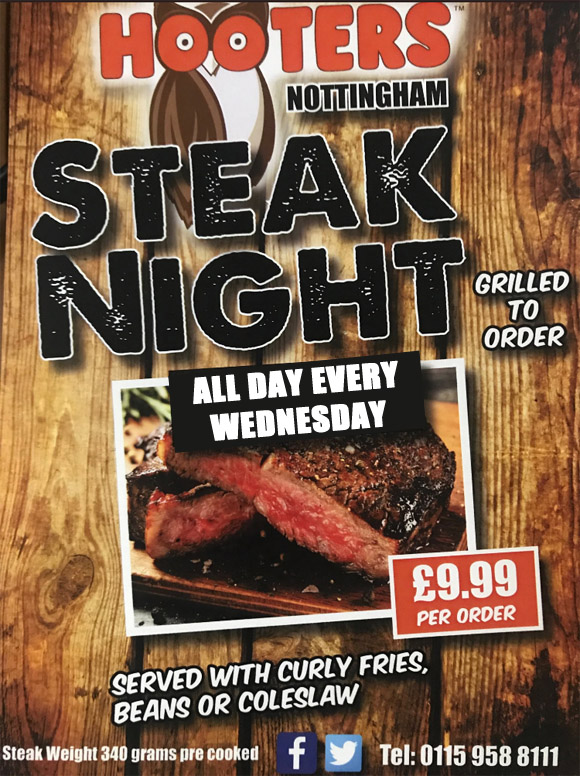 HOOTERS™
NOTTINGHAM
STEAK
NIGHT
GRILLED
TO
ORDER
ALL DAY EVERY
WEDNESDAY
£9.99
PER ORDER
SERVED WITH CURLY FRIES,
BEANS OR COLESLAW
Steak Weight 340 grams pre cooked
f
Tel: 0115 958 8111